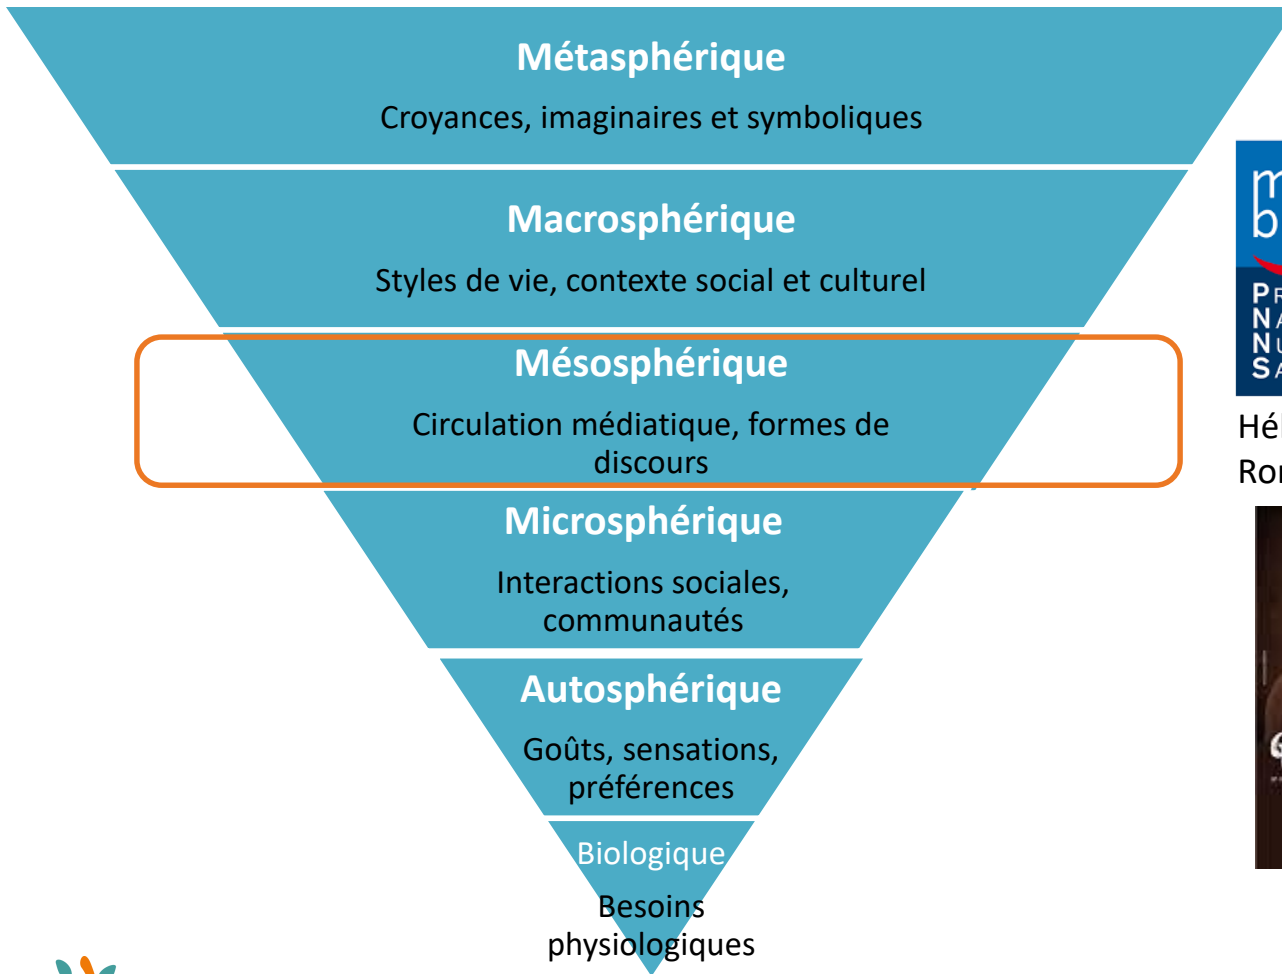 Métasphérique
Croyances, imaginaires et symboliques
Macrosphérique
Styles de vie, contexte social et culturel
Mésosphérique
Circulation médiatique, formes de
discours
Microsphérique
Interactions sociales,
communautés
Autosphérique
Goûts, sensations,
préférences
Biologique
Besoins
physiologiques